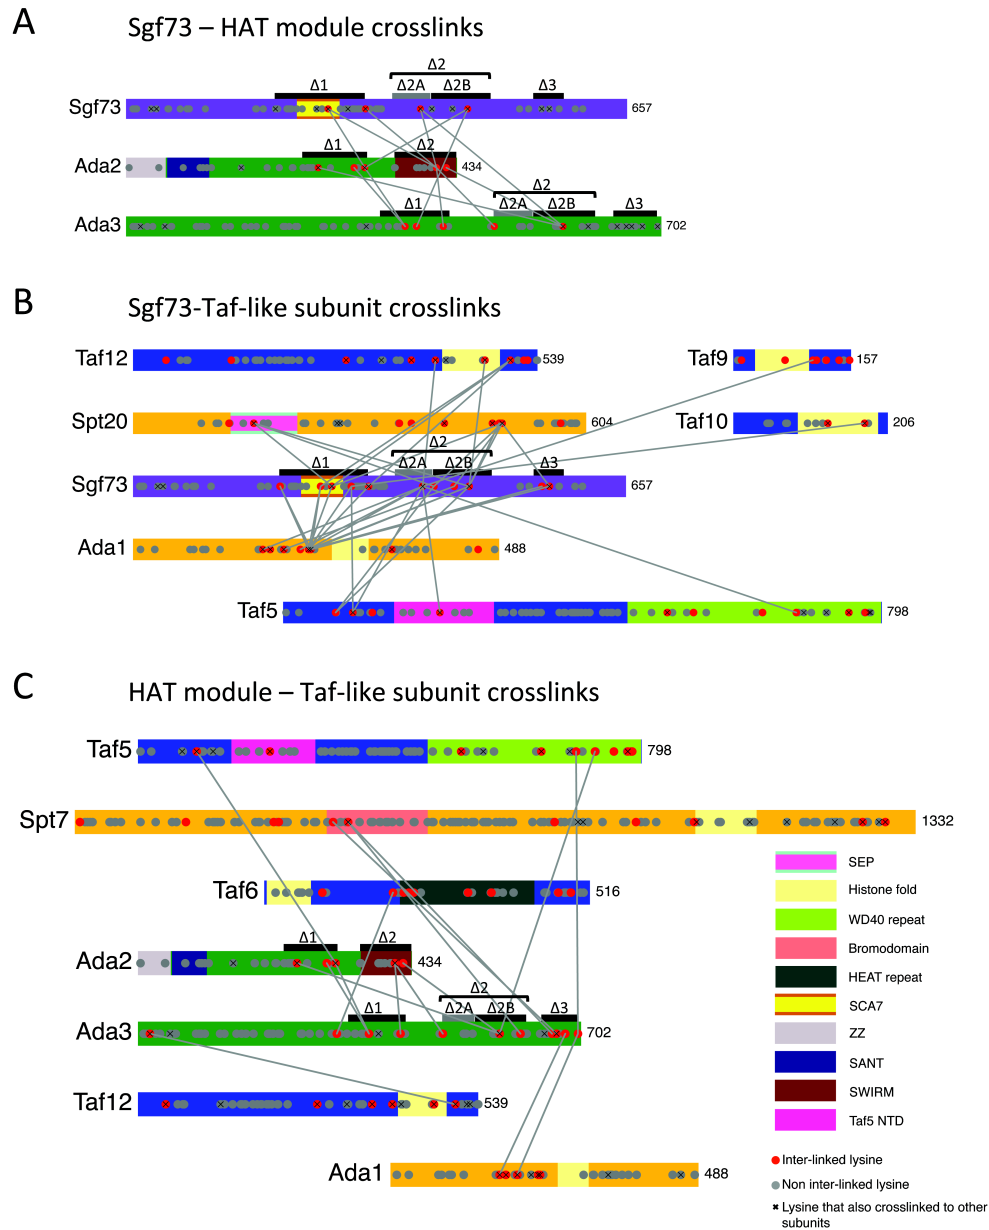 A
Sgf73 – HAT module crosslinks
Δ2
Δ1 Δ2A Δ2B Δ3
Sgf73 657
Δ1 Δ2
Ada2 434
Δ2
Δ1 Δ2A Δ2B Δ3
Ada3 702
B
Sgf73-Taf-like subunit crosslinks
Taf12 539 Taf9 157
Spt20 604 Taf10 206
Δ2
Δ1 Δ2A Δ2B Δ3
Sgf73 657
Ada1 488
Taf5 798
C
HAT module – Taf-like subunit crosslinks
Taf5 798
Spt7 1332
Taf6 516
Δ1 Δ2
Ada2 434
Δ2
Δ1 Δ2A Δ2B Δ3
Ada3 702
Taf12 539
Ada1 488
SEP
Histone fold
WD40 repeat
Bromodomain
HEAT repeat
SCA7
ZZ
SANT
SWIRM
Taf5 NTD
Inter-linked lysine
Non inter-linked lysine
Lysine that also crosslinked to other
subunits